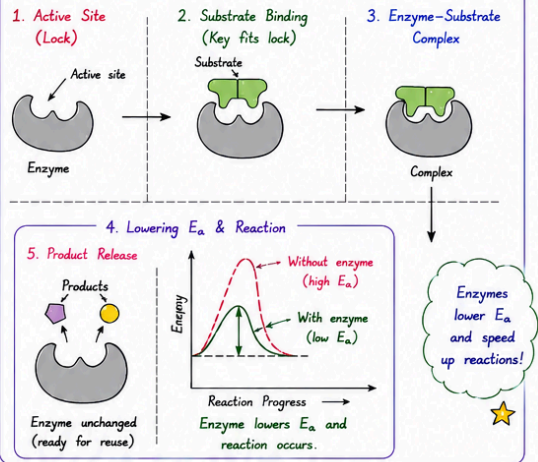 1. Active Site
(Lock)
2. Substrate Binding
(Key fits lock)
3. Enzyme-Substrate
Complex
Active site
Enzyme
Substrate
Complex
4. Lowering Ea & Reaction
5. Product Release
Products
Enzyme unchanged
(ready for reuse)
Without enzyme
(high Ea)
With enzyme
(low Ea)
Reaction Progress
Enzyme lowers Ea and
reaction occurs.
Enzymes
lower Ea
and speed
up reactions!